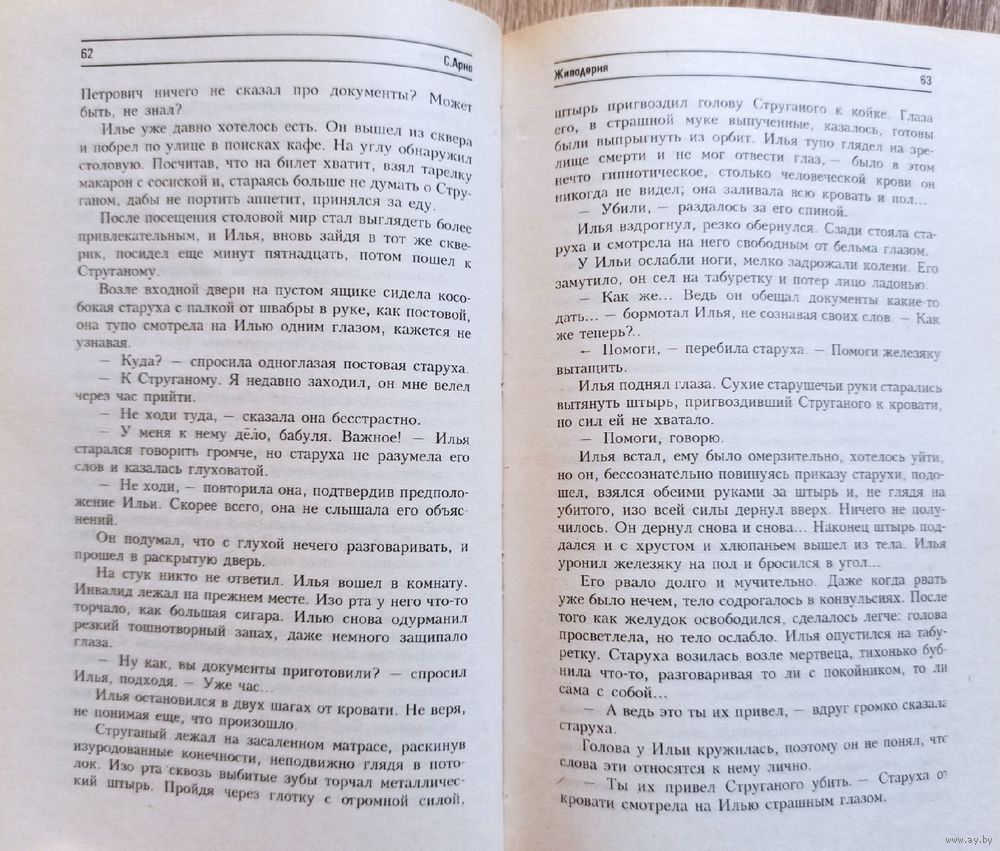 62
С.Арно
Петрович ничего не сказал про документы? Может
быть, не знал?
Илье уже давно хотелось есть. Он вышел из сквера
и побрел по улице в поисках кафе. На углу обнаружил
столовую. Посчитав, что на билет хватит, взял тарелку
макарон с сосиской и, стараясь больше не думать о Стру-
ганом, дабы не портить аппетит, принялся за еду.
После посещения столовой мир стал выглядеть более
привлекательным, и Илья, вновь зайдя в тот же скве-
рик, посидел еще минут пятнадцать, потом пошел к
Струганому.
Возле входной двери на пустом ящике сидела косо-
бокая старуха с палкой от швабры в руке, как постовой,
она тупо смотрела на Илью одним глазом, кажется не
узнавая.
— Куда? — спросила одноглазая постовая старуха.
— К Струганому. Я недавно заходил, он мне велел
через час прийти.
— Не ходи туда, — сказала она бесстрастно.
— У меня к нему дело, бабуля. Важное! — Илья
старался говорить громче, но старуха не разумела его
слов и казалась глуховатой.
— Не ходи, — повторила она, подтвердив предполо-
жение Ильи. Скорее всего, она не слышала его объяс-
нений.
Он подумал, что с глухой нечего разговаривать, и
прошел в раскрытую дверь.
На стук никто не ответил. Илья вошел в комнату.
Инвалид лежал на прежнем месте. Изо рта у него что-то
торчало, как большая сигара. Илью снова одурманил
резкий тошнотворный запах, даже немного защипало
глаза.
— Ну как, вы документы приготовили? — спросил
Илья, подходя. — Уже час...
Илья остановился в двух шагах от кровати. Не веря,
не понимая еще, что произошло.
Струганый лежал на засаленном матрасе, раскинув
изуродованные конечности, неподвижно глядя в пото-
лок. Изо рта сквозь выбитые зубы торчал металличес-
кий штырь. Пройдя через глотку с огромной силой,
Живодерня
63
штырь пригвоздил голову Струганого к койке. Глаза
его, в страшной муке выпученные, казалось, готовы
были выпрыгнуть из орбит. Илья тупо глядел на зре-
лище смерти и не мог отвести глаз, — было в этом
нечто гипнотическое, столько человеческой крови он
никогда не видел; она заливала всю кровать и пол...
— Убили, — раздалось за его спиной.
Илья вздрогнул, резко обернулся. Сзади стояла ста-
руха и смотрела на него свободным от бельма глазом.
У Ильи ослабли ноги, мелко задрожали колени. Его
замутило, он сел на табуретку и потер лицо ладонью.
— Как же... Ведь он обещал документы какие-то
дать... — бормотал Илья, не сознавая своих слов. — Как
же теперь?..
— Помоги, — перебила старуха. — Помоги железяку
вытащить.
Илья поднял глаза. Сухие старушечьи руки старались
вытянуть штырь, пригвоздивший Струганого к кровати,
но сил ей не хватало.
— Помоги, говорю.
Илья встал, ему было омерзительно, хотелось уйти,
но он, бессознательно повинуясь приказу старухи, подо-
шел, взялся обеими руками за штырь и, не глядя на
убитого, изо всей силы дернул вверх. Ничего не полу-
чилось. Он дернул снова и снова... Наконец штырь под-
дался и с хрустом и хлюпаньем вышел из тела. Илья
уронил железяку на пол и бросился в угол...
Его рвало долго и мучительно. Даже когда рвать
уже было нечем, тело содрогалось в конвульсиях. После
того как желудок освободился, сделалось легче: голова
просветлела, но тело ослабло. Илья опустился на табу-
ретку. Старуха возилась возле мертвеца, тихонько буб-
нила что-то, разговаривая то ли с покойником, то ли
сама с собой...
— А ведь это ты их привел, — вдруг громко сказала
старуха.
Голова у Ильи кружилась, поэтому он не понял, что
слова эти относятся к нему лично.
— Ты их привел Струганого убить. — Старуха от
кровати смотрела на Илью страшным глазом.
www.ay.by